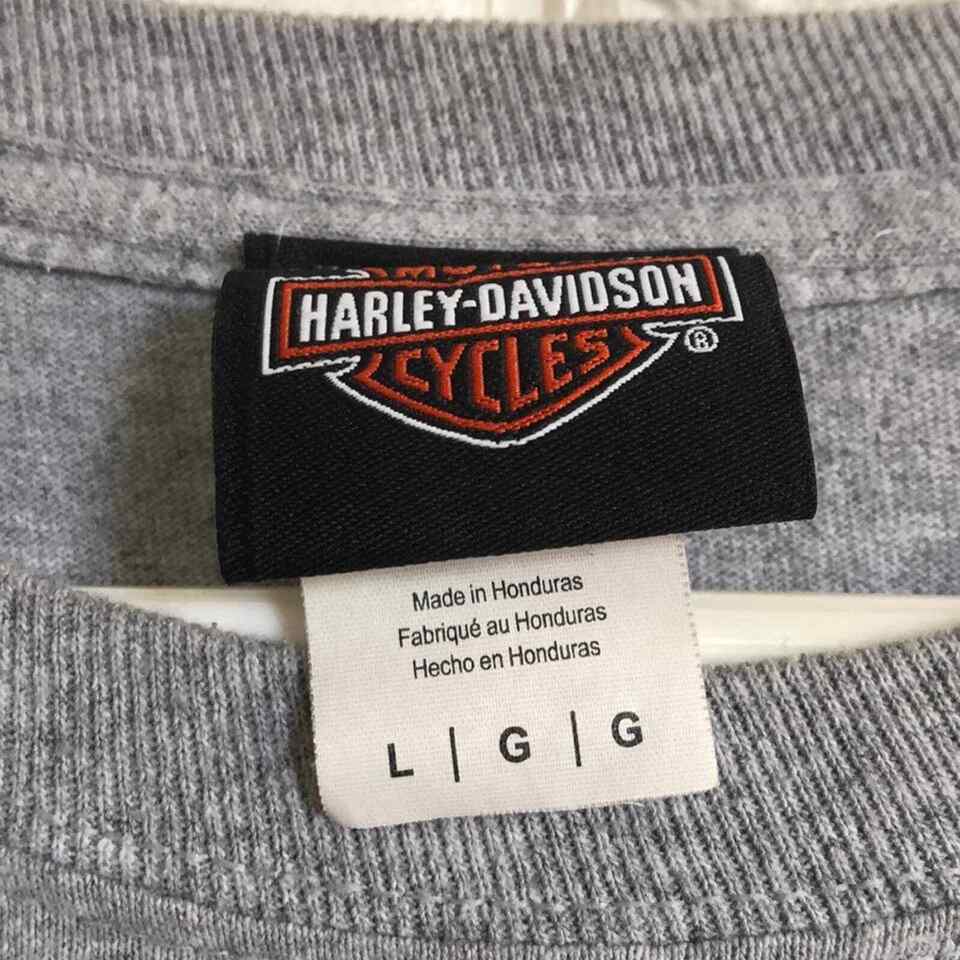 HARLEY-DAVIDSON
CYCLES
®
Made in Honduras
Fabriqué au Honduras
Hecho en Honduras
L | G | G